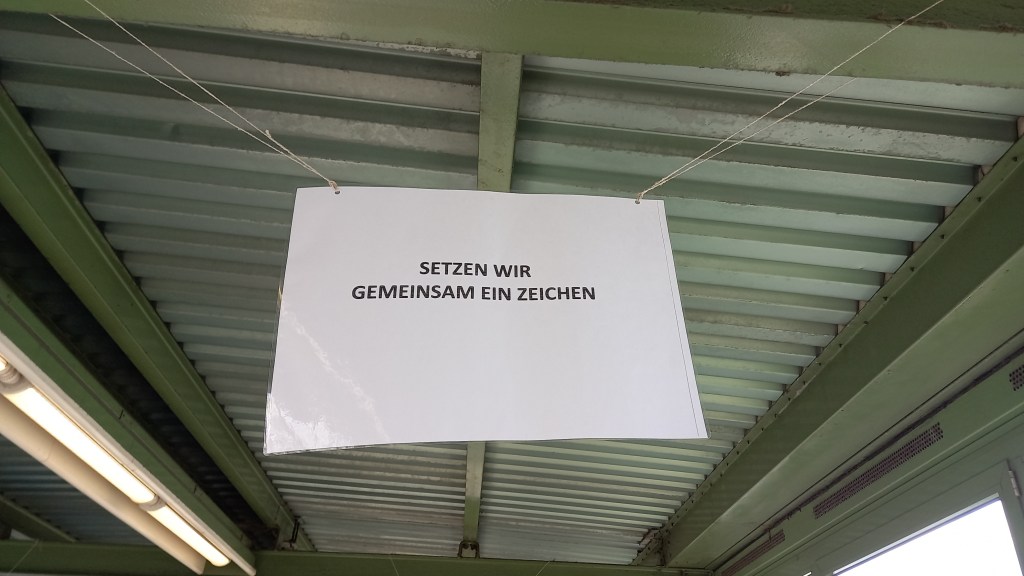 SETZEN WIR
GEMEINSAM EIN ZEICHEN